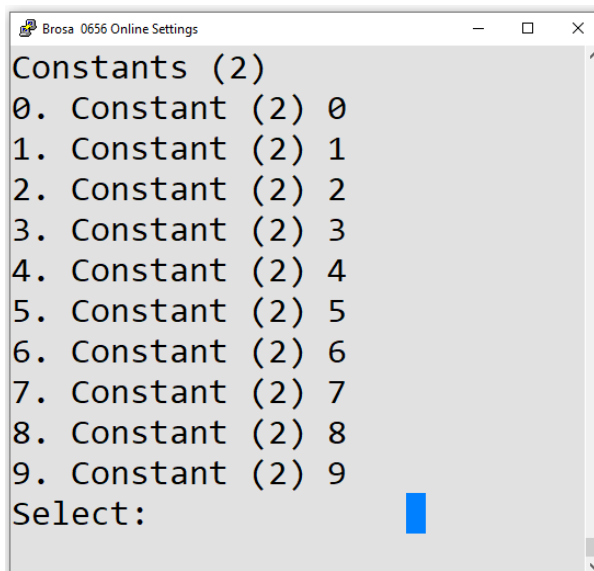 Brosa 0656 Online Settings
Constants (2)
0. Constant (2) 0
1. Constant (2) 1
2. Constant (2) 2
3. Constant (2) 3
4. Constant (2) 4
5. Constant (2) 5
6. Constant (2) 6
7. Constant (2) 7
8. Constant (2) 8
9. Constant (2) 9
Select: